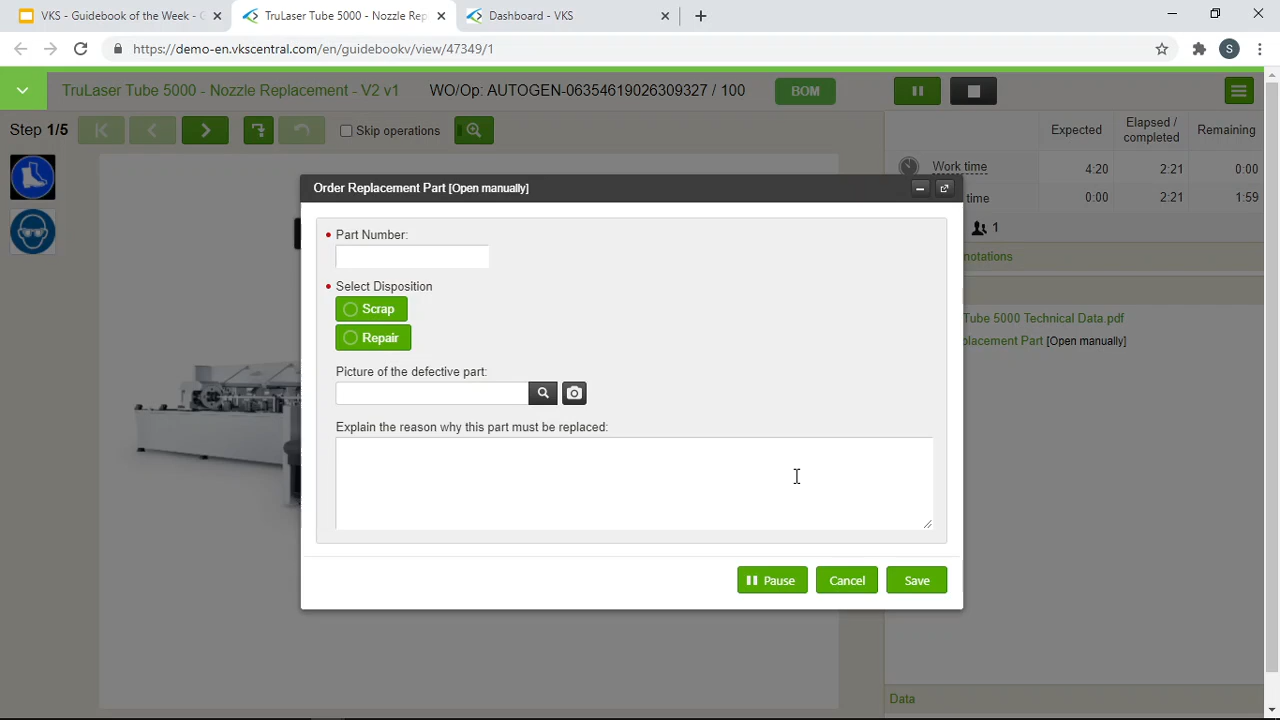 VKS - Guidebook of the Week - G
TruLaser Tube 5000 - Nozzle Rep
Dashboard - VKS
https://demo-en.vkscentral.com/en/guidebookv/view/47349/1
S
TruLaser Tube 5000 - Nozzle Replacement - V2 v1
WO/Op: AUTOGEN-06354619026309327 / 100
BOM
Step 1/5
Skip operations
Expected
Elapsed / completed
Remaining
Work time
4:20
2:21
0:00
time
0:00
2:21
1:59
1
notations
Tube 5000 Technical Data.pdf
placement Part [Open manually]
Order Replacement Part [Open manually]
Part Number:
Select Disposition
Scrap
Repair
Picture of the defective part:
Explain the reason why this part must be replaced:
Pause
Cancel
Save
Data